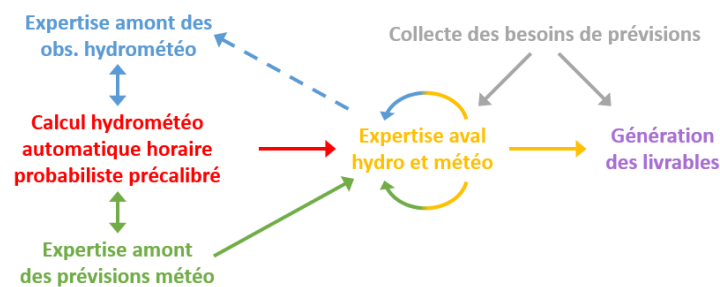 Expertise amont des
obs. hydrométéo
Collecte des besoins de prévisions
Calcul hydrométéo
automatique horaire
probabiliste précalibré
Expertise aval
hydro et météo
Génération
des livrables
Expertise amont
des prévisions météo